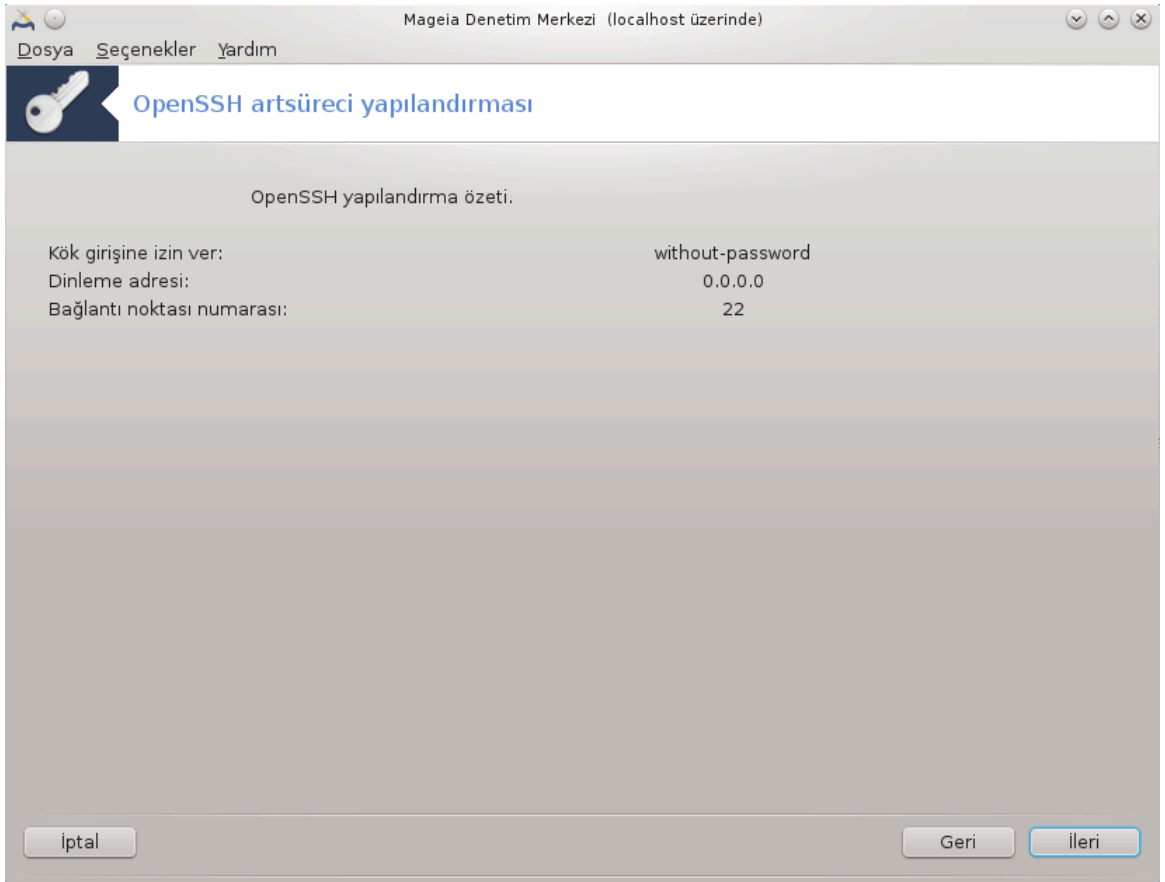 Mageia Denetim Merkezi (localhost üzerinde)
Dosya Seçenekler Yardım
OpenSSH artsüreci yapılandırması
OpenSSH yapılandırma özeti.
Kök girişine izin ver: without-password
Dinleme adresi: 0.0.0.0
Bağlantı noktası numarası: 22
İptal Geri İleri